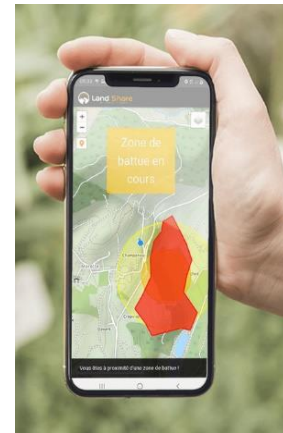 Land Share
+
−
Zone de
battue en
cours
Vous êtes à proximité d'une zone de battue !